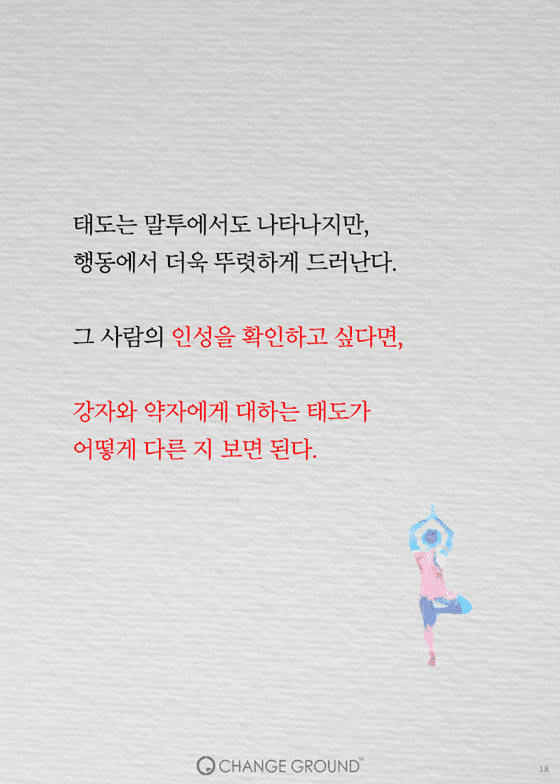 태도는 말투에서도 나타나지만,
행동에서 더욱 뚜렷하게 드러난다.
그 사람의 인성을 확인하고 싶다면,
강자와 약자에게 대하는 태도가
어떻게 다른 지 보면 된다.
CHANGE GROUND
18